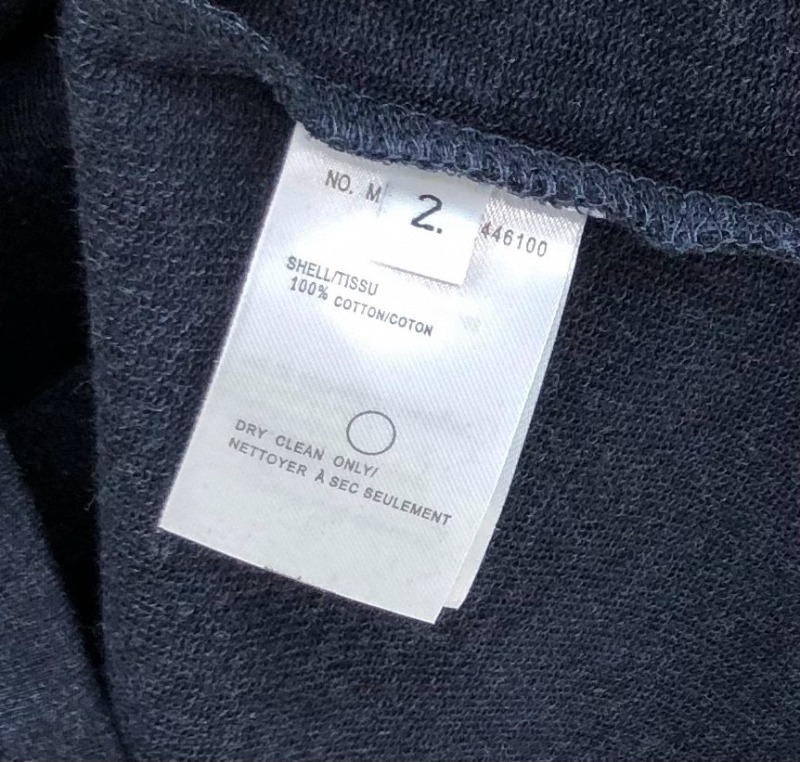 NO. M 2. 446100
SHELL/TISSU
100% COTTON/COTON
DRY CLEAN ONLY/
NETTOYER À SEC SEULEMENT